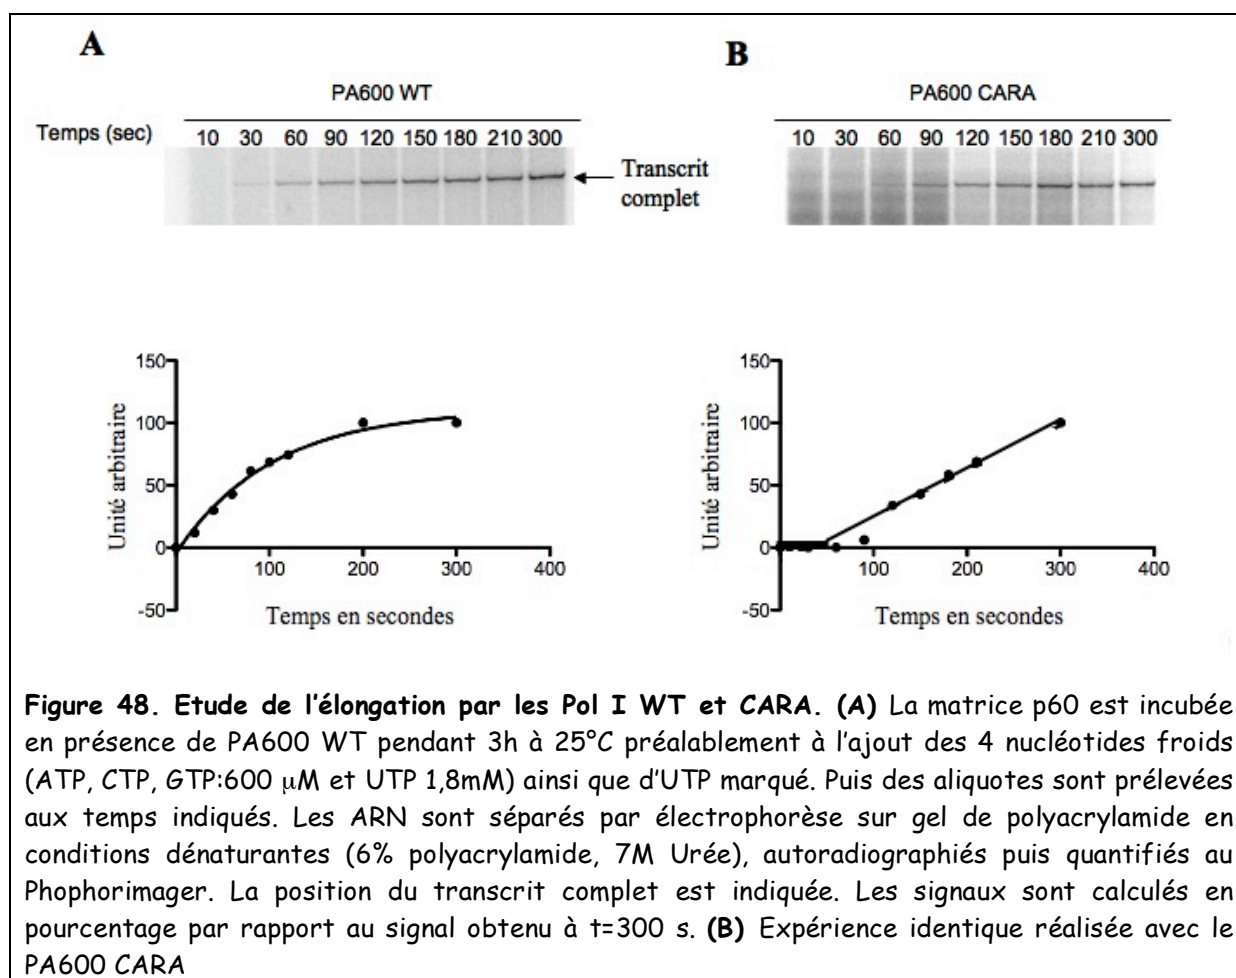 A
B
PA600 WT
PA600 CARA
Temps (sec)
10 30 60 90 120 150 180 210 300
10 30 60 90 120 150 180 210 300
Transcrit
complet
150
100
50
0
-50
100 200 300 400
Unité arbitraire
Temps en secondes
150
100
50
0
-50
100 200 300 400
Unité arbitraire
Temps en secondes
Figure 48. Etude de l'élongation par les Pol I WT et CARA. (A) La matrice p60 est incubée
en présence de PA600 WT pendant 3h à 25°C préalablement à l'ajout des 4 nucléotides froids
(ATP, CTP, GTP:600 μM et UTP 1,8mM) ainsi que d'UTP marqué. Puis des aliquotes sont prélevées
aux temps indiqués. Les ARN sont séparés par électrophorèse sur gel de polyacrylamide en
conditions dénaturantes (6% polyacrylamide, 7M Urée), autoradiographiés puis quantifiés au
Phophorimager. La position du transcrit complet est indiquée. Les signaux sont calculés en
pourcentage par rapport au signal obtenu à t=300 s. (B) Expérience identique réalisée avec le
PA600 CARA